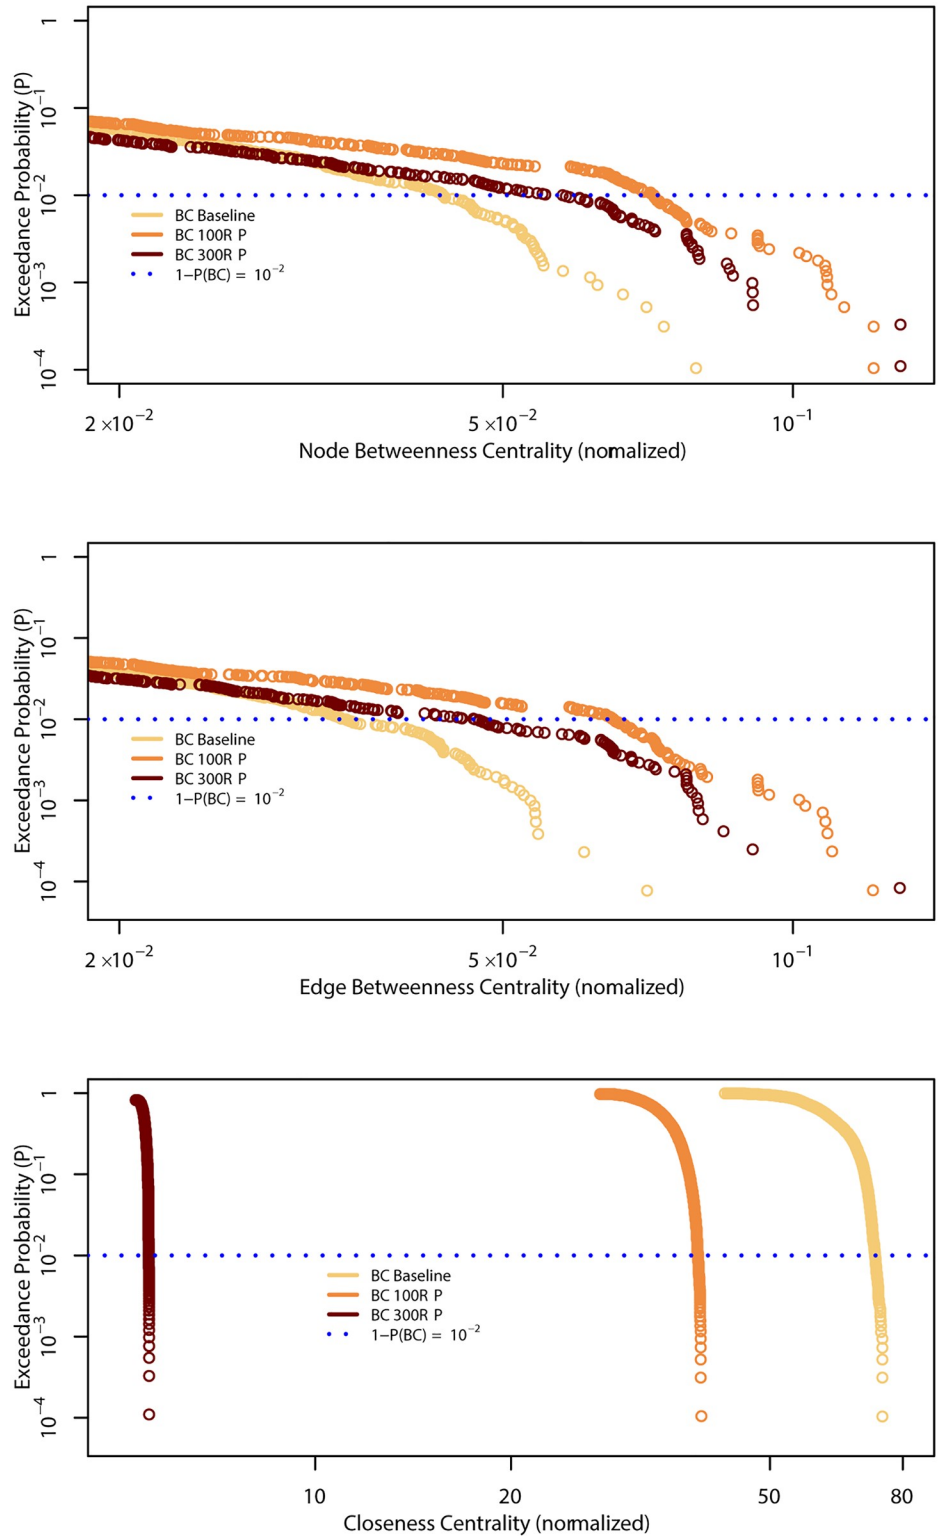 1
10⁻¹
10⁻²
10⁻³
10⁻⁴
Exceedance Probability (P)
BC Baseline
BC 100R P
BC 300R P
1−P(BC) = 10⁻²
2 ×10⁻² 5 ×10⁻² 10⁻¹
Node Betweenness Centrality (normalized)
1
10⁻¹
10⁻²
10⁻³
10⁻⁴
Exceedance Probability (P)
BC Baseline
BC 100R P
BC 300R P
1−P(BC) = 10⁻²
2 ×10⁻² 5 ×10⁻² 10⁻¹
Edge Betweenness Centrality (nomalized)
1
10⁻¹
10⁻²
10⁻³
10⁻⁴
Exceedance Probability (P)
BC Baseline
BC 100R P
BC 300R P
1−P(BC) = 10⁻²
10 20 50 80
Closeness Centrality (normalized)